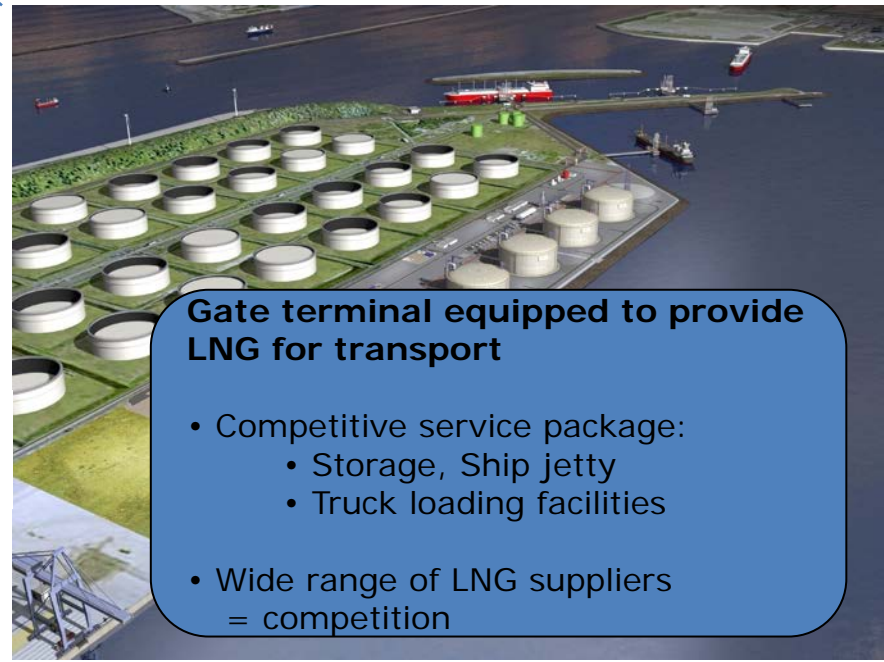 Gate terminal equipped to provide
LNG for transport
• Competitive service package:
• Storage, Ship jetty
• Truck loading facilities
• Wide range of LNG suppliers
= competition